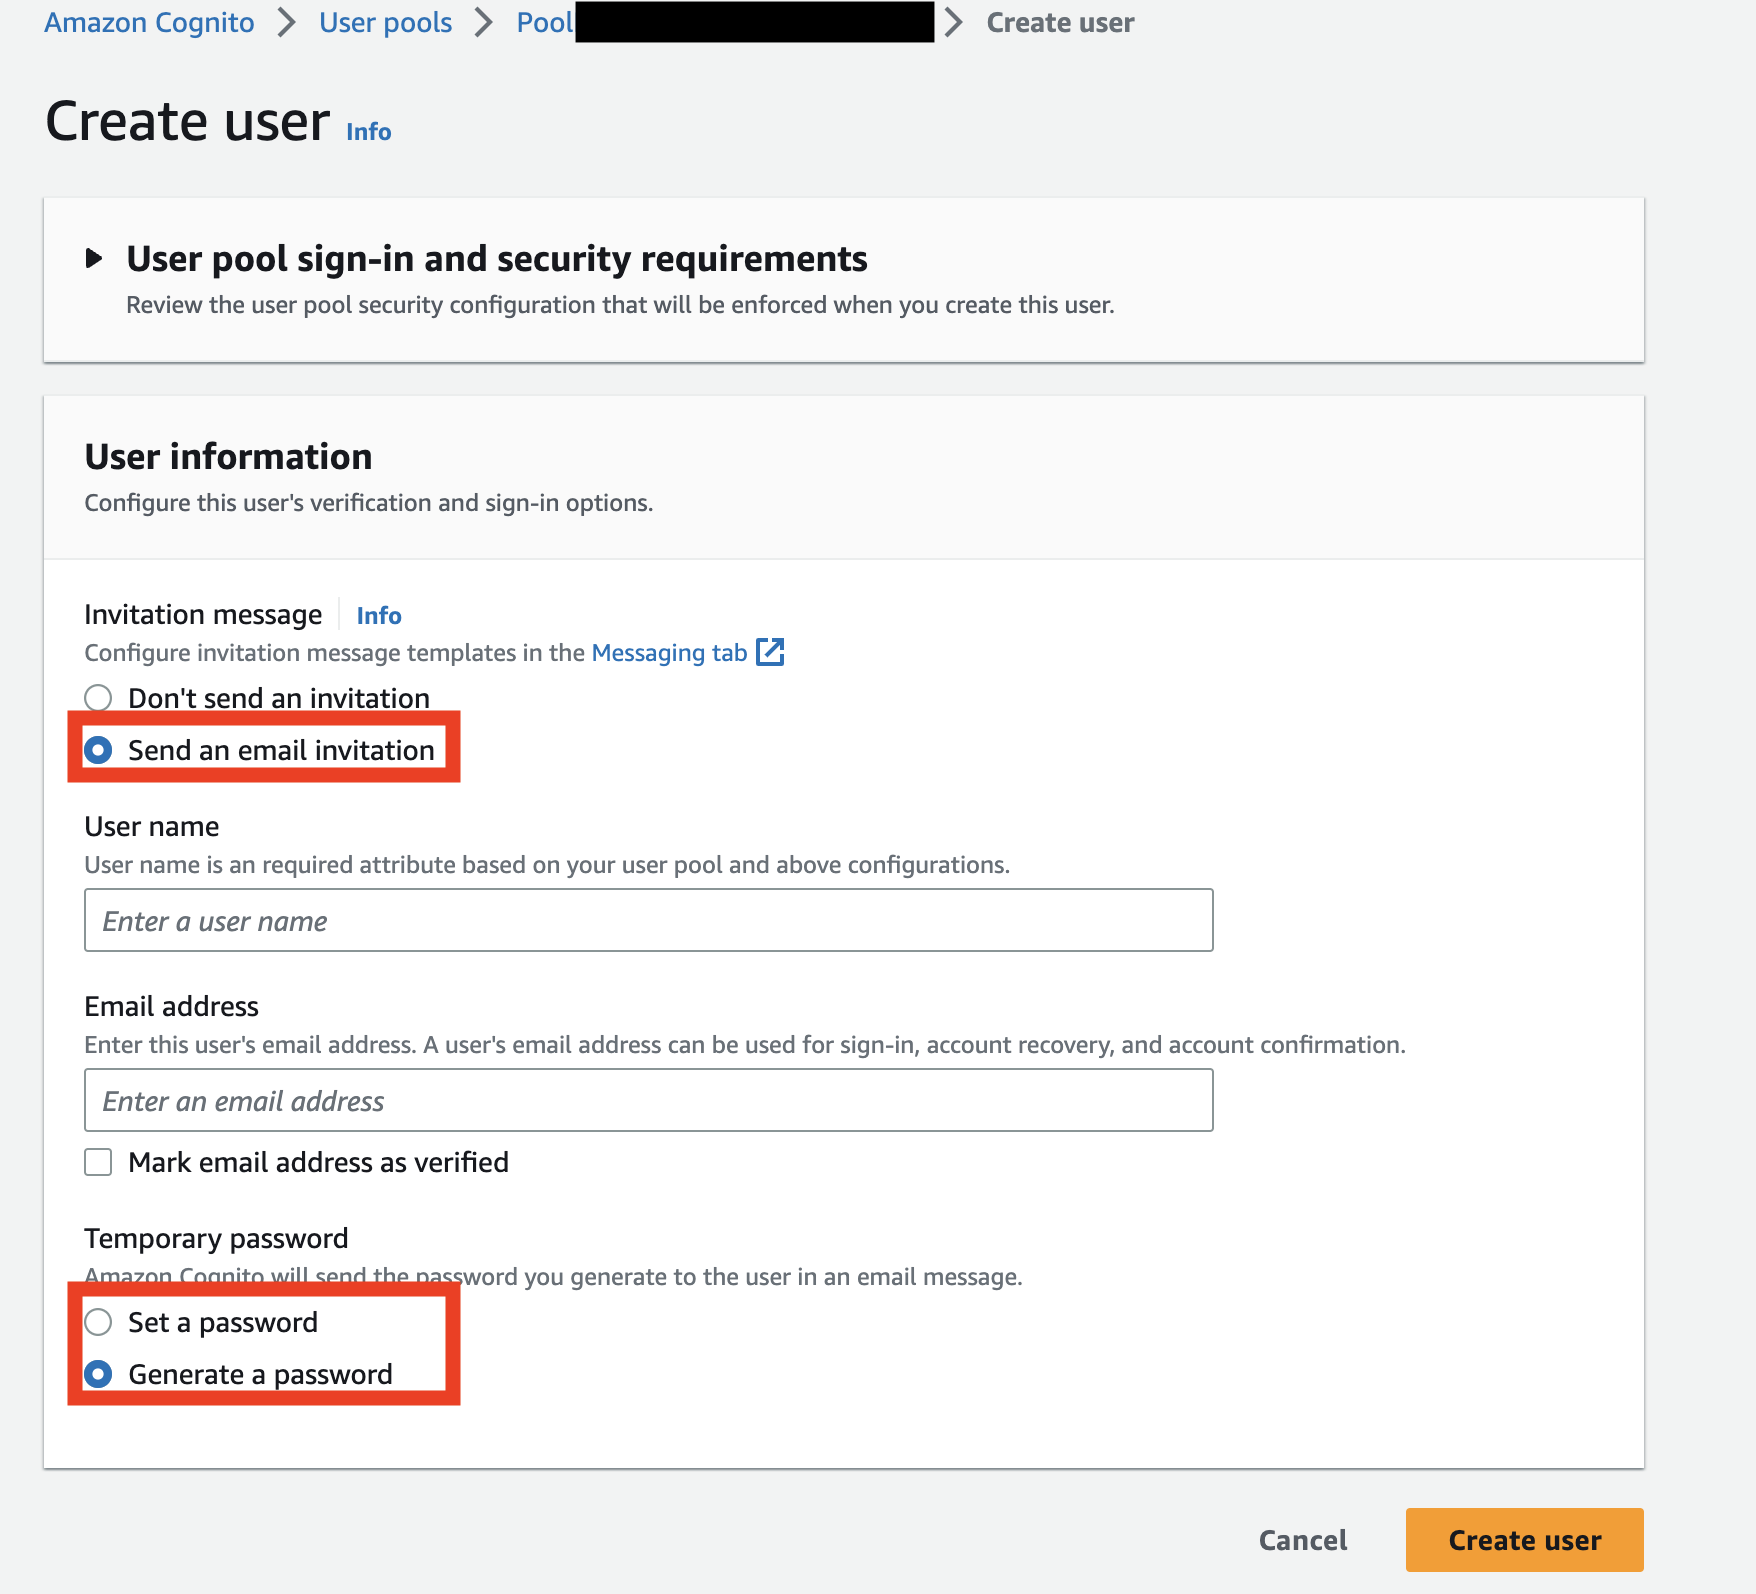 Amazon Cognito > User pools > Pool > Create user
Create user Info
User pool sign-in and security requirements
Review the user pool security configuration that will be enforced when you create this user.
User information
Configure this user's verification and sign-in options.
Invitation message Info
Configure invitation message templates in the Messaging tab
Don't send an invitation
Send an email invitation
User name
User name is an required attribute based on your user pool and above configurations.
Enter a user name
Email address
Enter this user's email address. A user's email address can be used for sign-in, account recovery, and account confirmation.
Enter an email address
Mark email address as verified
Temporary password
Amazon Cognito will send the password you generate to the user in an email message.
Set a password
Generate a password
Cancel
Create user